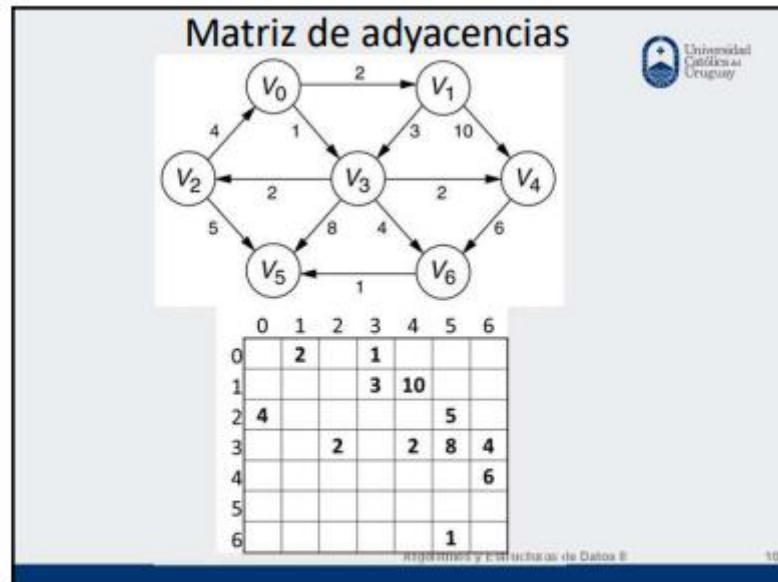 Matriz de adyacencias
Universidad
Católica del
Uruguay
V0 2 V1
4 1 3 10
V2 2 V3 2 V4
5 8 4 6
V5 1 V6
0 1 2 3 4 5 6
0 2 1
1 3 10
2 4 5
3 2 2 8 4
4 6
5
6 1
Algoritmos y Estructuras de Datos II
10